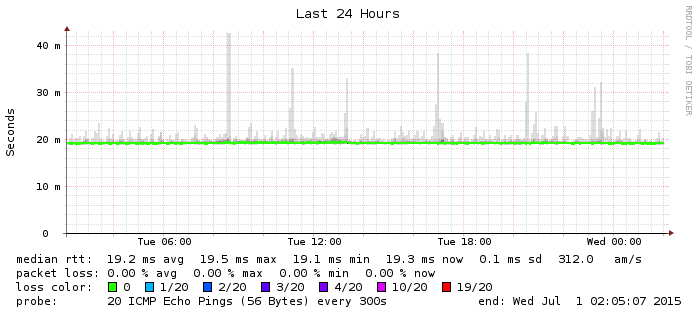 Last 24 Hours
RRDTOOL / TOBI OETIKER
Seconds
40 m
30 m
20 m
10 m
0
Tue 06:00 Tue 12:00 Tue 18:00 Wed 00:00
median rtt: 19.2 ms avg 19.5 ms max 19.1 ms min 19.3 ms now 0.1 ms sd 312.0 am/s
packet loss: 0.00 % avg 0.00 % max 0.00 % min 0.00 % now
loss color: 0 1/20 2/20 3/20 4/20 10/20 19/20
probe: 20 ICMP Echo Pings (56 Bytes) every 300s end: Wed Jul 1 02:05:07 2015